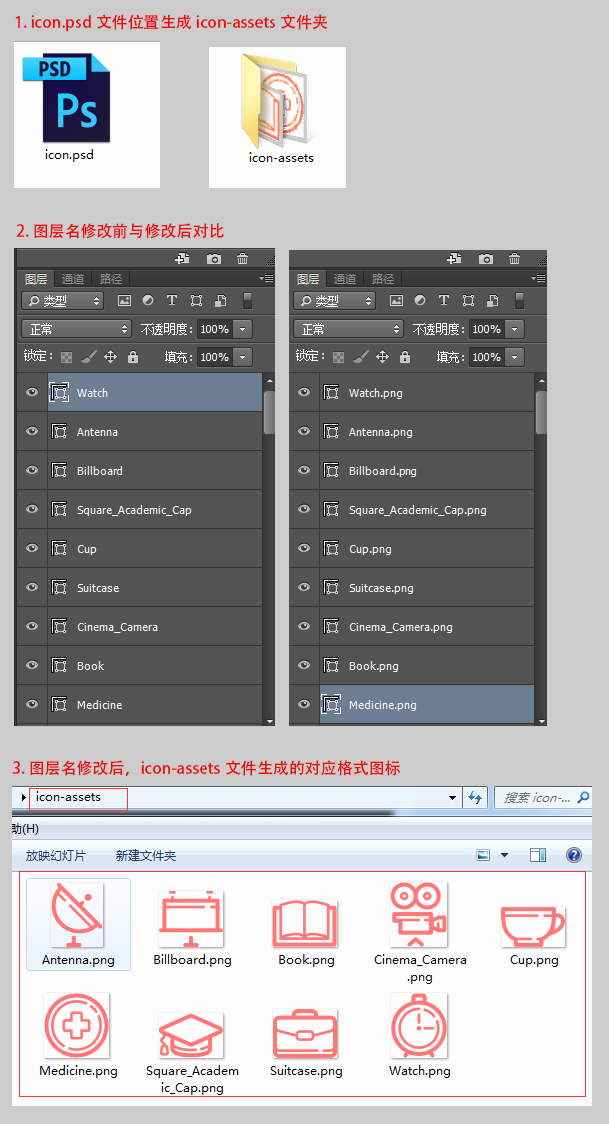 1. icon.psd 文件位置生成 icon-assets 文件夹
PSD
Ps
icon.psd
icon-assets
2. 图层名修改前与修改后对比
图层 通道 路径
类型
T
正常
不透明度: 100%
锁定:
填充: 100%
Watch
Antenna
Billboard
Square_Academic_Cap
Cup
Suitcase
Cinema_Camera
Book
Medicine
图层 通道 路径
类型
T
正常
不透明度: 100%
锁定:
填充: 100%
Watch.png
Antenna.png
Billboard.png
Square_Academic_Cap.png
Cup.png
Suitcase.png
Cinema_Camera.png
Book.png
Medicine.png
3. 图层名修改后，icon-assets 文件生成的对应格式图标
icon-assets
搜索 icon-...
助(H)
放映幻灯片 新建文件夹
Antenna.png
Billboard.png
Book.png
Cinema_Camera
.png
Cup.png
Medicine.png
Square_Academ
ic_Cap.png
Suitcase.png
Watch.png